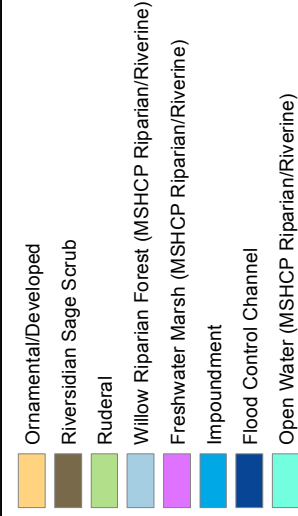 Ornamental/Developed
Riversidian Sage Scrub
Ruderal
Willow Riparian Forest (MSHCP Riparian/Riverine)
Freshwater Marsh (MSHCP Riparian/Riverine)
Impoundment
Flood Control Channel
Open Water (MSHCP Riparian/Riverine)